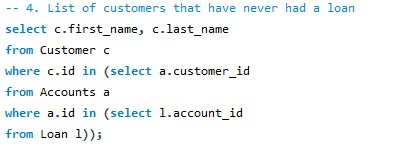 -- 4. List of customers that have never had a loan
select c.first_name, c.last_name
from Customer c
where c.id in (select a.customer_id
from Accounts a
where a.id in (select l.account_id
from Loan l));